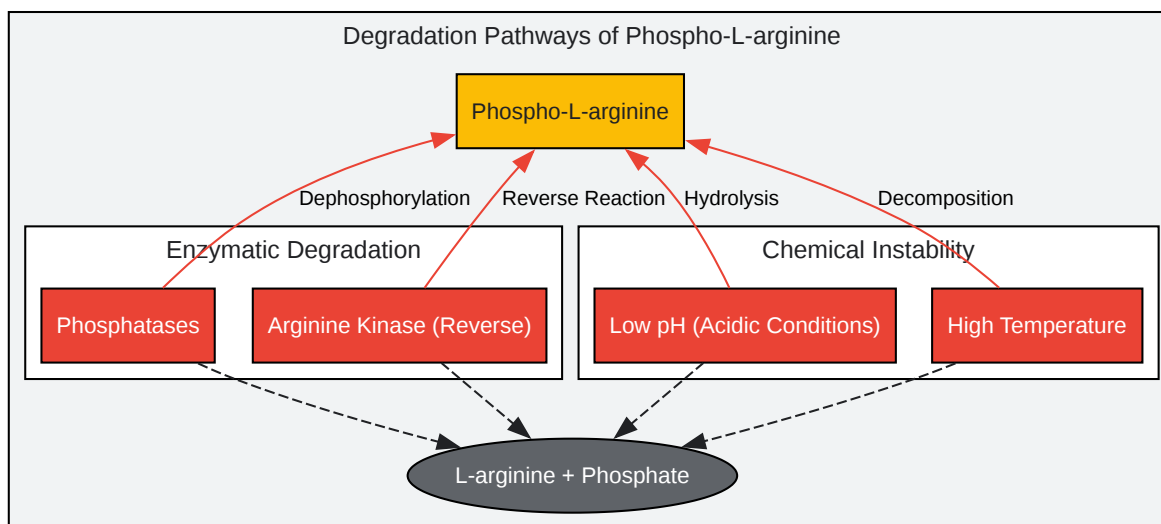 Degradation Pathways of Phospho-L-arginine
Phospho-L-arginine
Dephosphorylation
Reverse Reaction
Hydrolysis
Decomposition
Enzymatic Degradation
Chemical Instability
Phosphatases
Arginine Kinase (Reverse)
Low pH (Acidic Conditions)
High Temperature
L-arginine + Phosphate